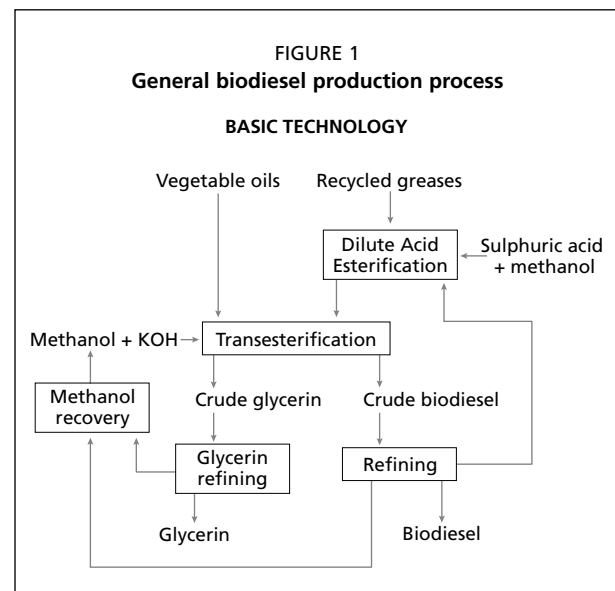 FIGURE 1
General biodiesel production process
BASIC TECHNOLOGY
Vegetable oils
Recycled greases
Dilute Acid
Esterification
Sulphuric acid
+ methanol
Methanol + KOH
Transesterification
Methanol
recovery
Crude glycerin
Crude biodiesel
Glycerin
refining
Refining
Glycerin
Biodiesel